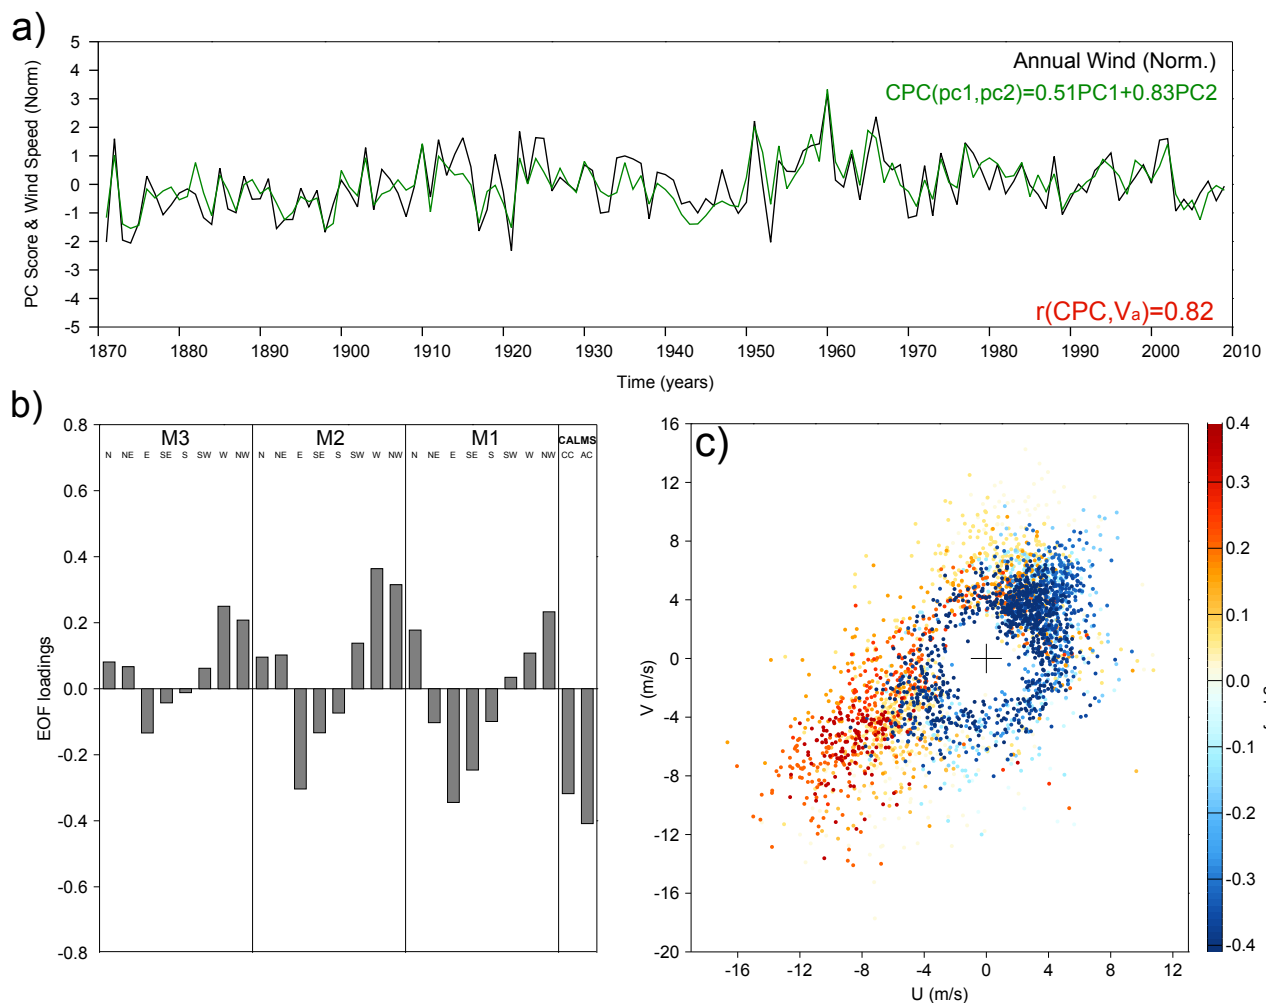 a)
5
4
3
2
1
0
-1
-2
-3
-4
-5
PC Score & Wind Speed (Norm)
Annual Wind (Norm.)
CPC(pc1,pc2)=0.51PC1+0.83PC2
r(CPC,Va)=0.82
1870 1880 1890 1900 1910 1920 1930 1940 1950 1960 1970 1980 1990 2000 2010
Time (years)
b)
0.8
0.6
0.4
0.2
0.0
-0.2
-0.4
-0.6
-0.8
EOF loadings
M3 M2 M1 CALMS
N NE E SE S SW W NW N NE E SE S SW W NW N NE E SE S SW W NW CC AC
c)
16
12
8
4
0
-4
-8
-12
-16
-20
V (m/s)
-16 -12 -8 -4 0 4 8 12
U (m/s)
0.4
0.3
0.2
0.1
0.0
-0.1
-0.2
-0.3
-0.4